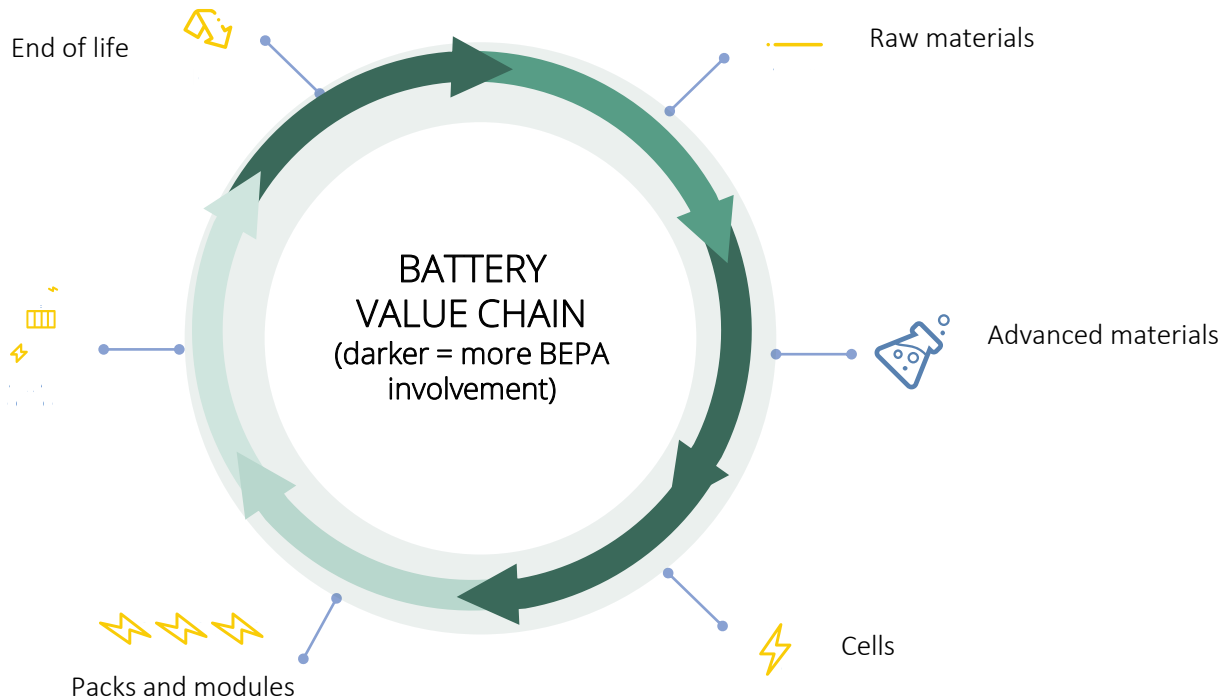 End of life
Raw materials
BATTERY
VALUE CHAIN
(darker = more BEPA
involvement)
Advanced materials
Cells
Packs and modules